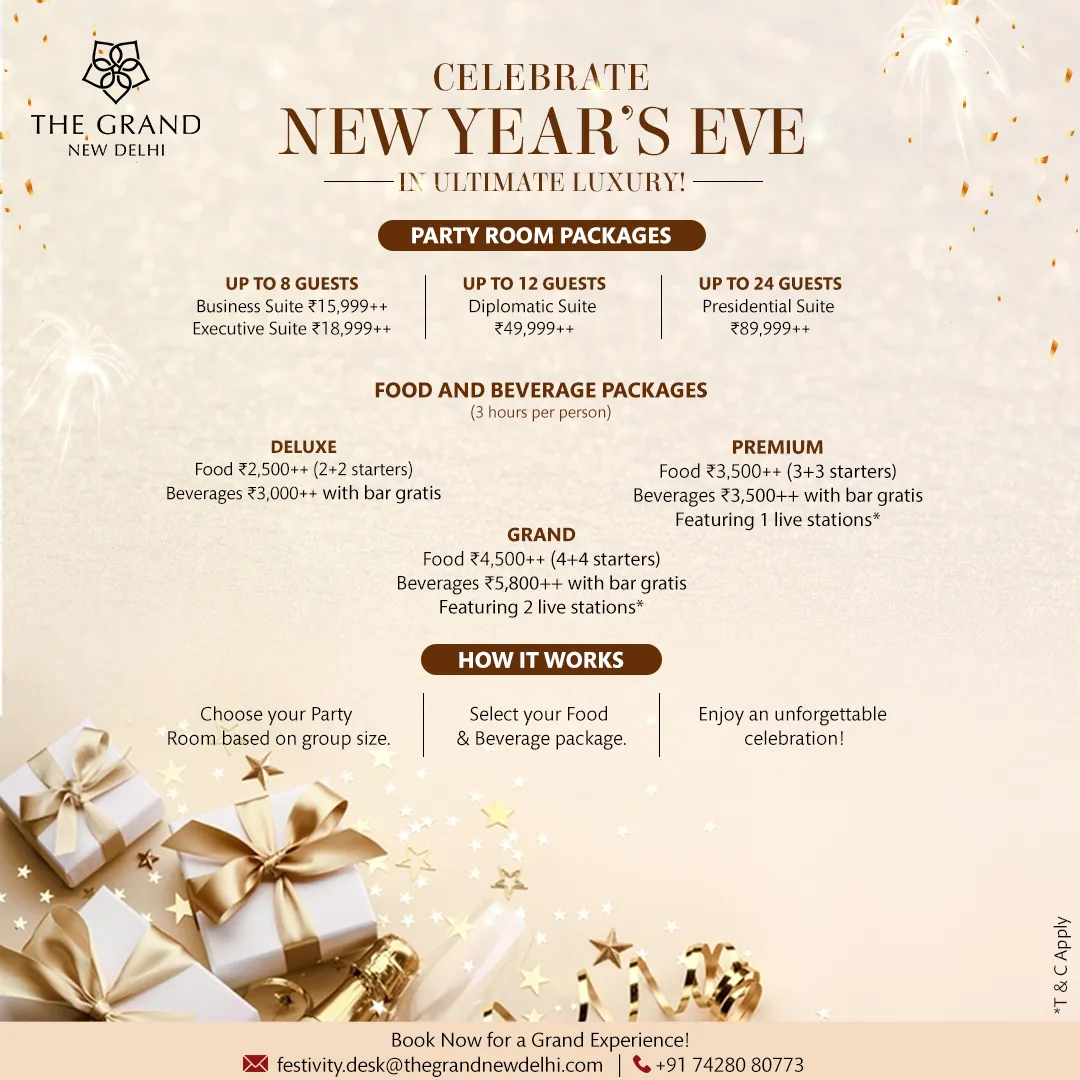 THE GRAND
NEW DELHI
CELEBRATE
NEW YEAR'S EVE
IN ULTIMATE LUXURY!
PARTY ROOM PACKAGES
UP TO 8 GUESTS
Business Suite ₹15,999++
Executive Suite ₹18,999++
UP TO 12 GUESTS
Diplomatic Suite
₹49,999++
UP TO 24 GUESTS
Presidential Suite
₹89,999++
FOOD AND BEVERAGE PACKAGES
(3 hours per person)
DELUXE
Food ₹2,500++ (2+2 starters)
Beverages ₹3,000++ with bar gratis
PREMIUM
Food ₹3,500++ (3+3 starters)
Beverages ₹3,500++ with bar gratis
Featuring 1 live stations*
GRAND
Food ₹4,500++ (4+4 starters)
Beverages ₹5,800++ with bar gratis
Featuring 2 live stations*
HOW IT WORKS
Choose your Party
Room based on group size.
Select your Food
& Beverage package.
Enjoy an unforgettable
celebration!
*T & C Apply
Book Now for a Grand Experience!
festivity.desk@thegrandnewdelhi.com | +91 74280 80773